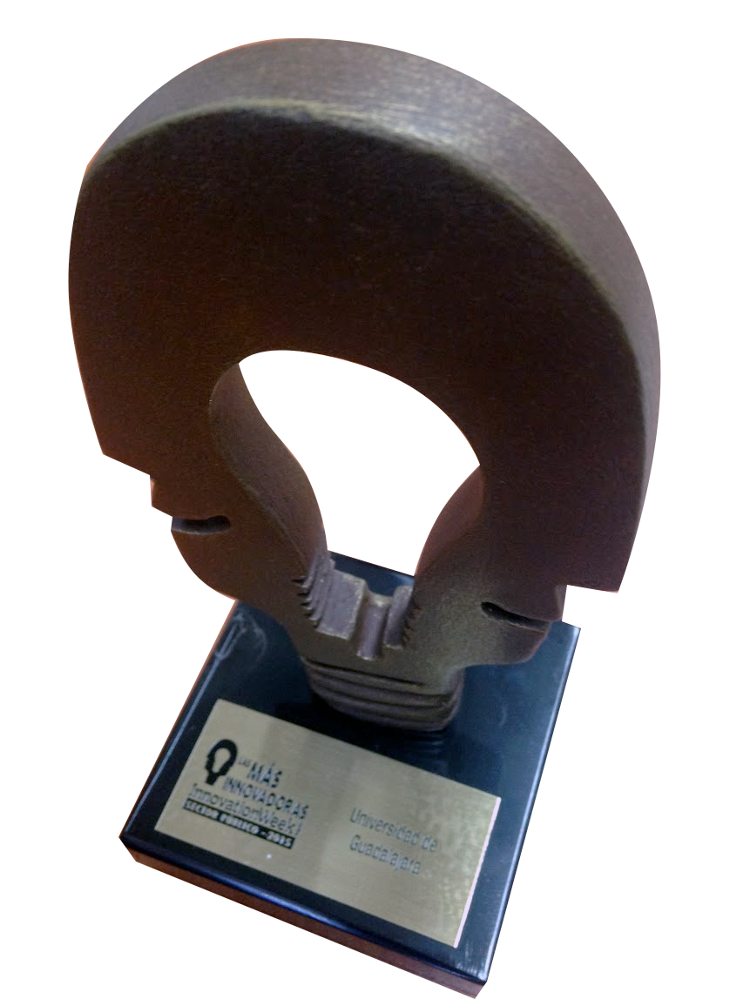 LAS
MÁS
INNOVADORAS
InnovationWeek
SECTOR PÚBLICO - 2015
Universidad de
Guadalajara